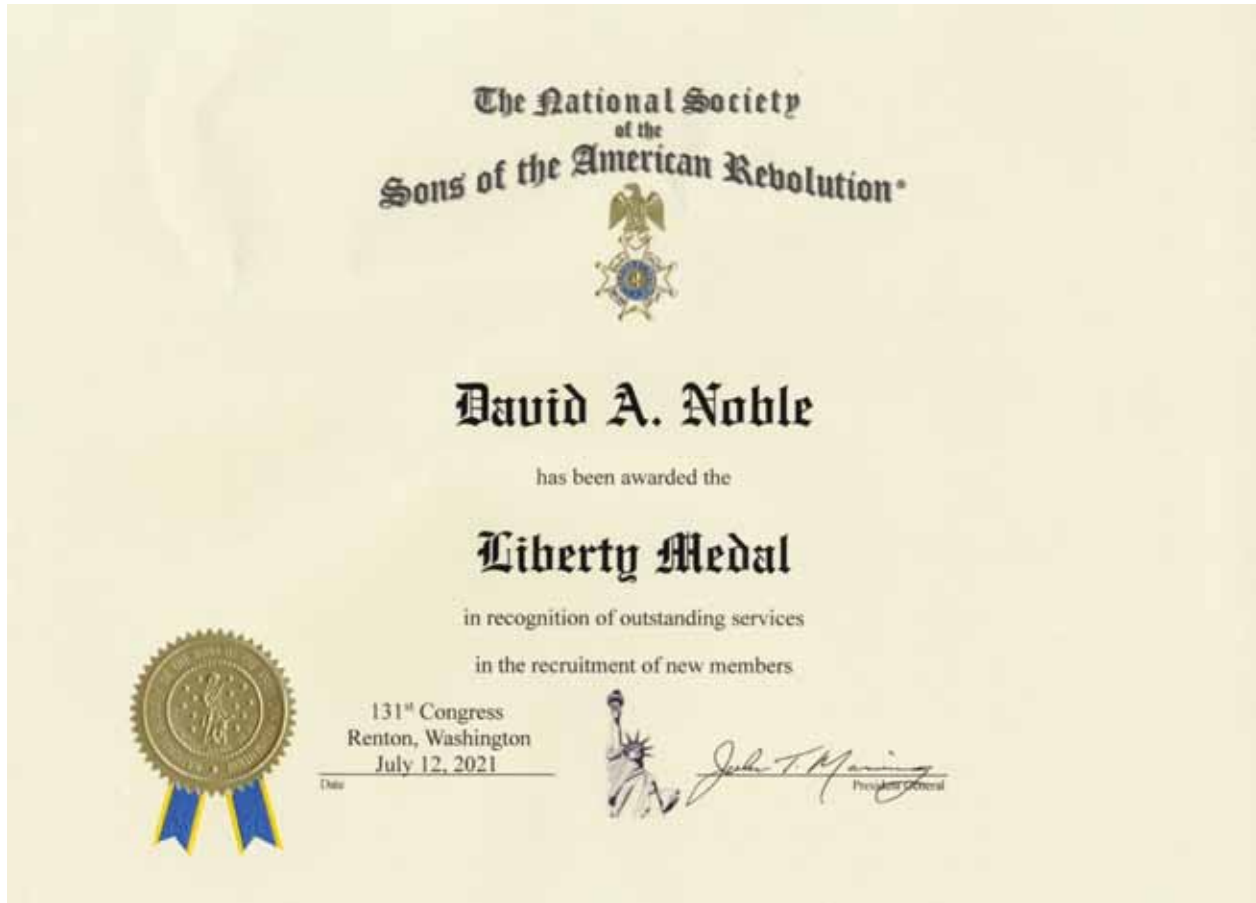 The National Society
of the
Sons of the American Revolution®
David A. Noble
has been awarded the
Liberty Medal
in recognition of outstanding services
in the recruitment of new members
131st Congress
Renton, Washington
July 12, 2021
Date
President General